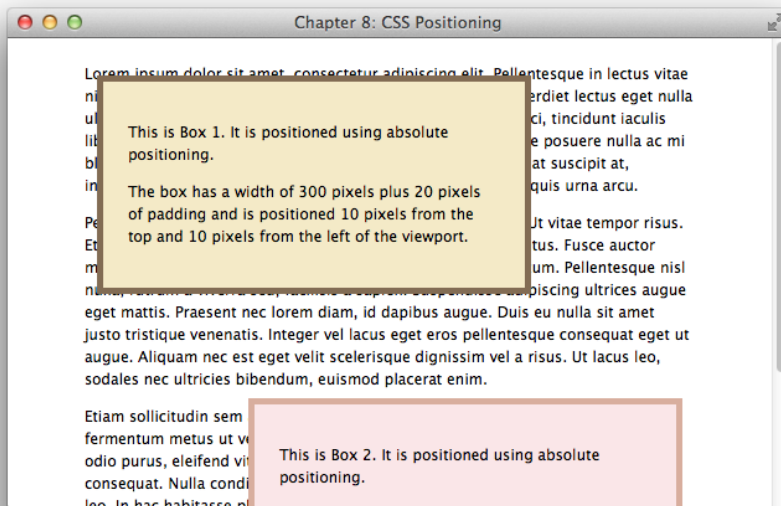 Chapter 8: CSS Positioning
Lorem ipsum dolor sit amet, consectetur adipiscing elit. Pellentesque in lectus vitae
erdiet lectus eget nulla
ci, tincidunt iaculis
posuere nulla ac mi
at suscipit at,
quis urna arcu.
This is Box 1. It is positioned using absolute
positioning.
The box has a width of 300 pixels plus 20 pixels
of padding and is positioned 10 pixels from the
top and 10 pixels from the left of the viewport.
Ut vitae tempor risus.
tus. Fusce auctor
um. Pellentesque nisl
adipiscing ultrices augue
eget mattis. Praesent nec lorem diam, id dapibus augue. Duis eu nulla sit amet
justo tristique venenatis. Integer vel lacus eget eros pellentesque consequat eget ut
augue. Aliquam nec est eget velit scelerisque dignissim vel a risus. Ut lacus leo,
sodales nec ultricies bibendum, euismod placerat enim.
Etiam sollicitudin sem
fermentum metus ut ve
odio purus, eleifend vit
consequat. Nulla condi
leo. In hac habitasse pl
This is Box 2. It is positioned using absolute
positioning.